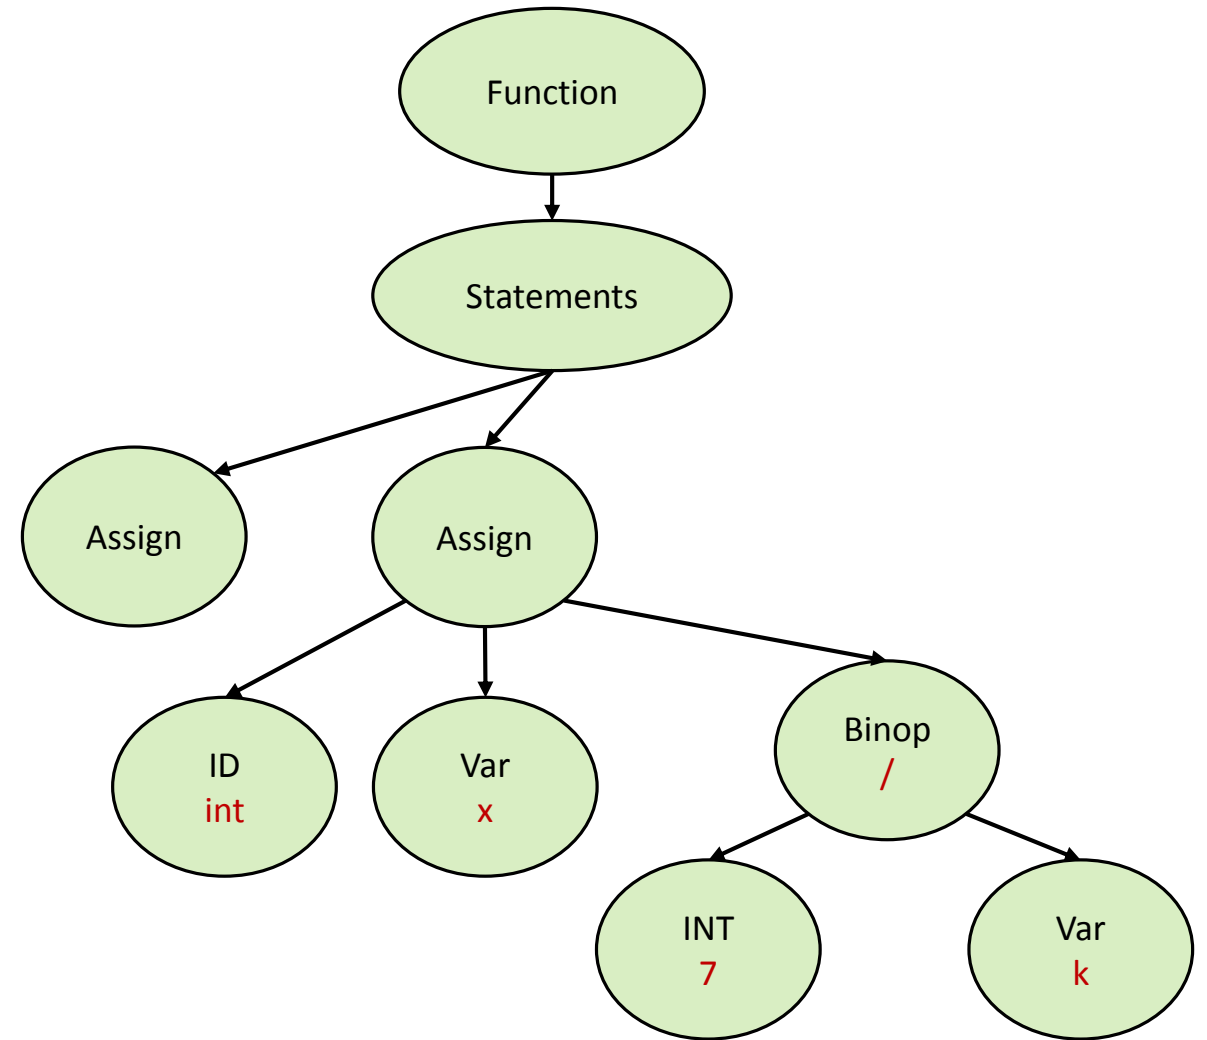 Function
Statements
Assign
Assign
ID
int
Var
x
Binop
/
INT
7
Var
k